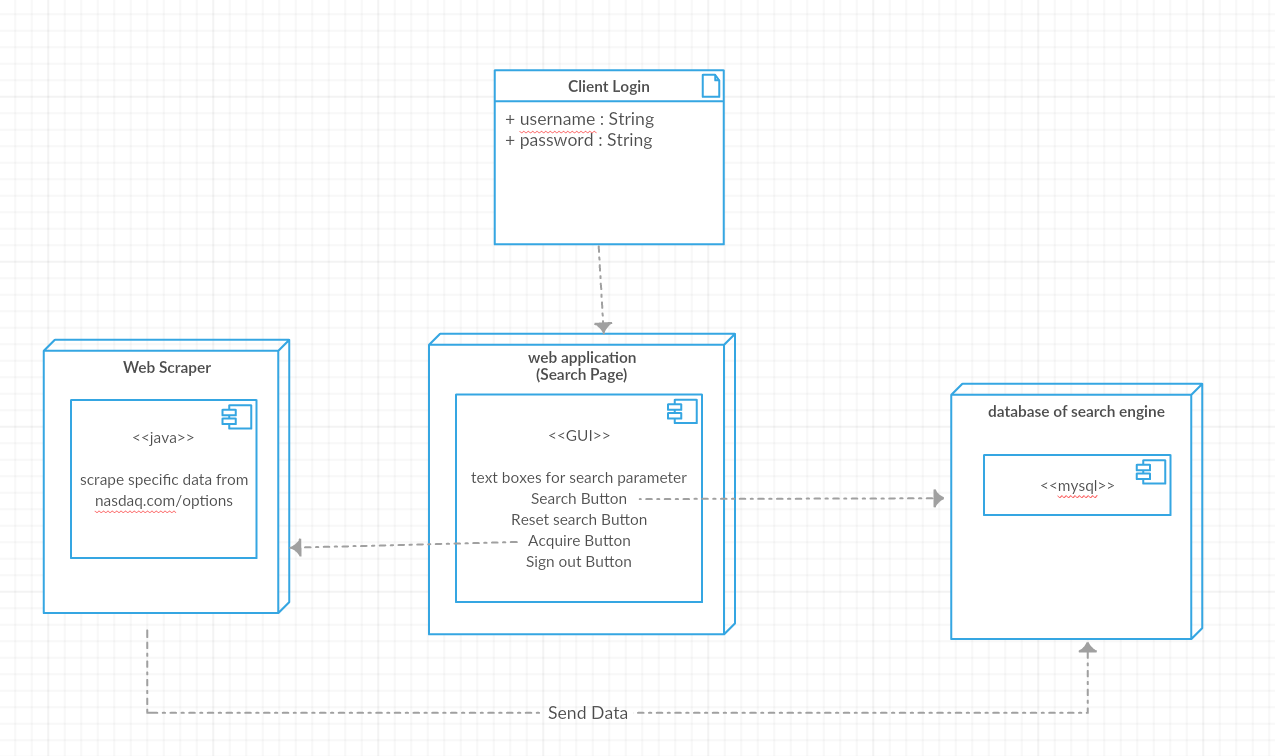 Client Login
+ username : String
+ password : String
Web Scraper
<<java>>
scrape specific data from
nasdaq.com/options
web application
(Search Page)
<<GUI>>
text boxes for search parameter
Search Button
Reset search Button
Acquire Button
Sign out Button
database of search engine
<<mysql>>
Send Data